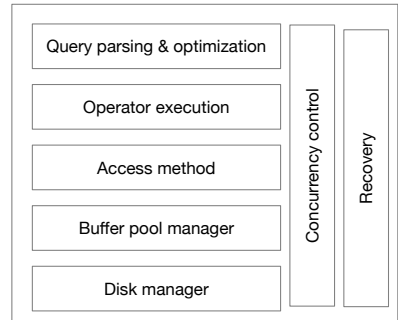 Query parsing & optimization
Operator execution
Access method
Buffer pool manager
Disk manager
Concurrency control
Recovery